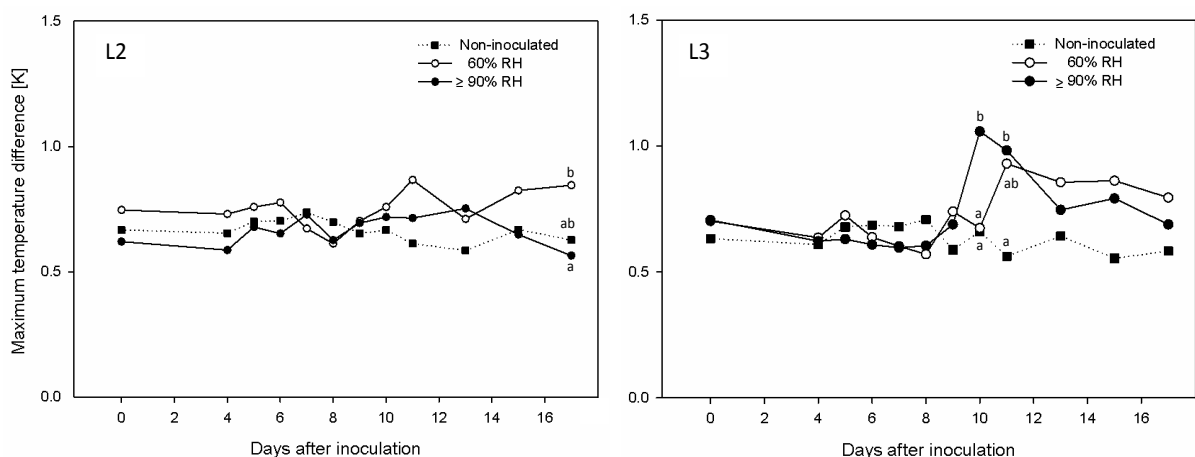 L2
Non-inoculated
60% RH
≥ 90% RH
Maximum temperature difference [K]
1.5
1.0
0.5
0.0
b
ab
a
0 2 4 6 8 10 12 14 16
Days after inoculation
L3
Non-inoculated
60% RH
≥ 90% RH
1.5
1.0
0.5
0.0
b
b
ab
a
a
a
0 2 4 6 8 10 12 14 16
Days after inoculation